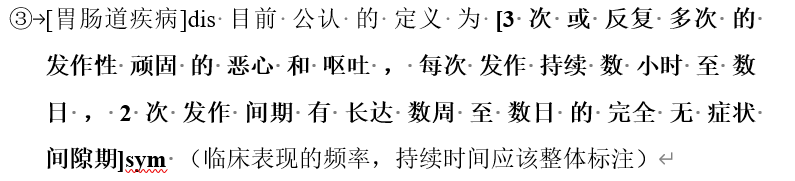 ③→[胃肠道疾病]dis 目前 公认 的 定义 为 [3 次 或 反复 多次 的
发作性 顽固 的 恶心 和 呕吐 ， 每次 发作 持续 数 小时 至 数
日 ， 2 次 发作 间期 有 长达 数周 至 数日 的 完全 无 症状
间隙期]sym （临床表现的频率，持续时间应该整体标注）↵